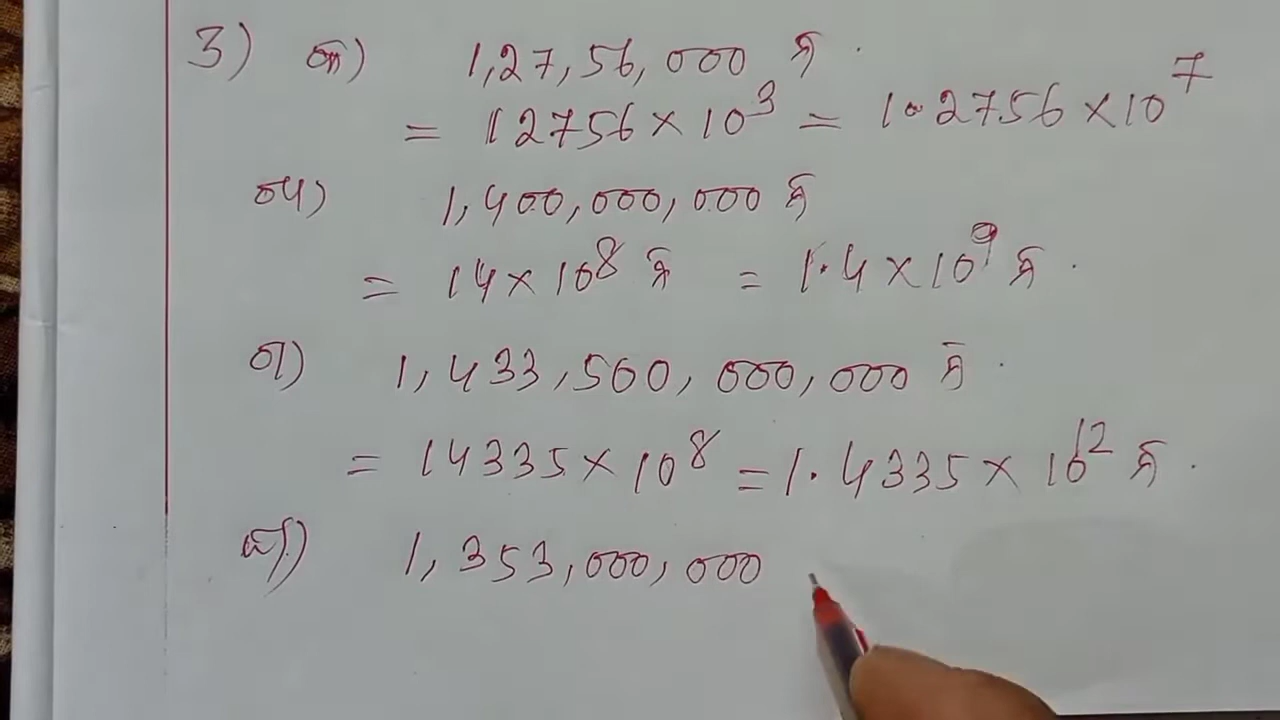 3) କ) 1,27,56,000 ମି .
= 12756 × 10³ = 1.2756 × 10⁷
ଖ) 1,400,000,000 ମି
= 14 × 10⁸ ମି = 1.4 × 10⁹ ମି .
ଗ) 1,433,500,000,000 ମି .
= 14335 × 10⁸ = 1.4335 × 10¹² ମି .
ଘ) 1,353,000,000